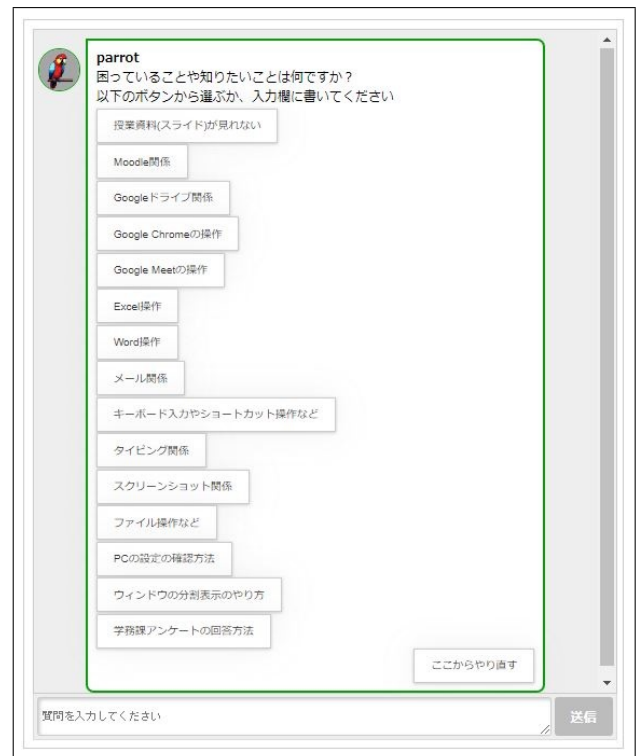 parrot
困っていることや知りたいことは何ですか？
以下のボタンから選ぶか、入力欄に書いてください
授業資料(スライド)が見れない
Moodle関係
Googleドライブ関係
Google Chromeの操作
Google Meetの操作
Excel操作
Word操作
メール関係
キーボード入力やショートカット操作など
タイピング関係
スクリーンショット関係
ファイル操作など
PCの設定の確認方法
ウィンドウの分割表示のやり方
学務課アンケートの回答方法
ここからやり直す
質問を入力してください
送信